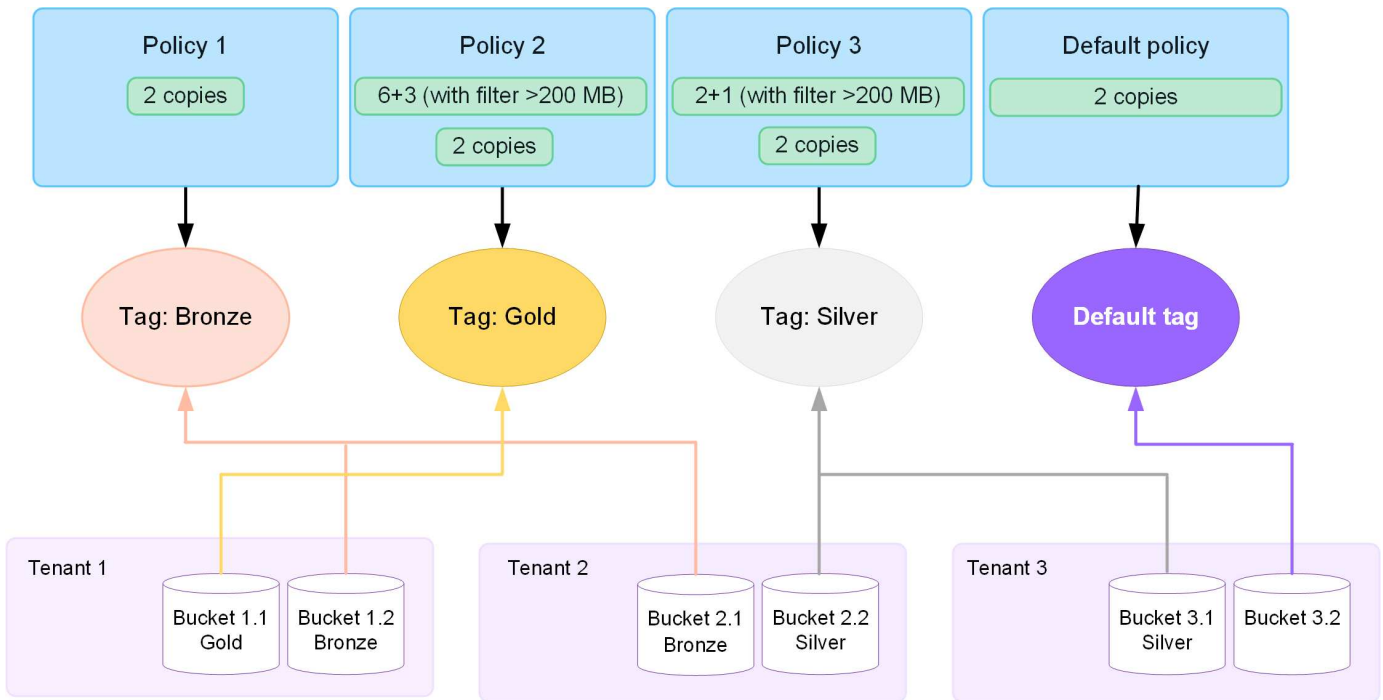 Policy 1
2 copies
Policy 2
6+3 (with filter >200 MB)
2 copies
Policy 3
2+1 (with filter >200 MB)
2 copies
Default policy
2 copies
Tag: Bronze
Tag: Gold
Tag: Silver
Default tag
Tenant 1
Bucket 1.1
Gold
Bucket 1.2
Bronze
Tenant 2
Bucket 2.1
Bronze
Bucket 2.2
Silver
Tenant 3
Bucket 3.1
Silver
Bucket 3.2